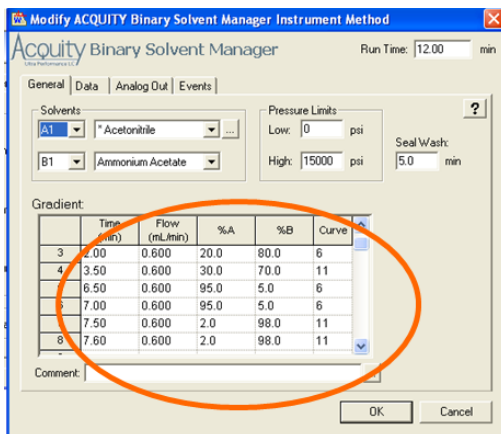 Modify ACQUITY Binary Solvent Manager Instrument Method
ACQUITY Binary Solvent Manager
Ultra Performance LC
Run Time: 12.00 min
General Data Analog Out Events
Solvents
A1 * Acetonitrile ...
B1 Ammonium Acetate
Pressure Limits
Low: 0 psi
High: 15000 psi
?
Seal Wash:
5.0 min
Gradient:
Time (min) Flow (mL/min) %A %B Curve
3 2.00 0.600 20.0 80.0 6
4 3.50 0.600 30.0 70.0 11
6.50 0.600 95.0 5.0 6
7.00 0.600 95.0 5.0 6
7.50 0.600 2.0 98.0 11
8 7.60 0.600 2.0 98.0 11
Comment:
OK Cancel